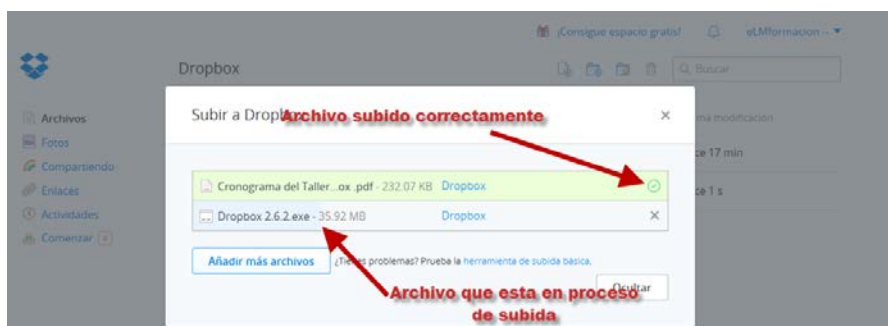 ¡Consigue espacio gratis! eLMformacion -- ▼
Dropbox
Buscar
Subir a Dropbox
Archivo subido correctamente
×
Archivos
Fotos
Compartiendo
Enlaces
Actividades
Comenzar
ma modificación
ce 17 min
ce 1 s
Cronograma del Taller...ox .pdf - 232.07 KB Dropbox
Dropbox 2.6.2.exe - 35.92 MB Dropbox ×
Añadir más archivos ¿Tienes problemas? Prueba la herramienta de subida básica.
Ocultar
Archivo que esta en proceso
de subida